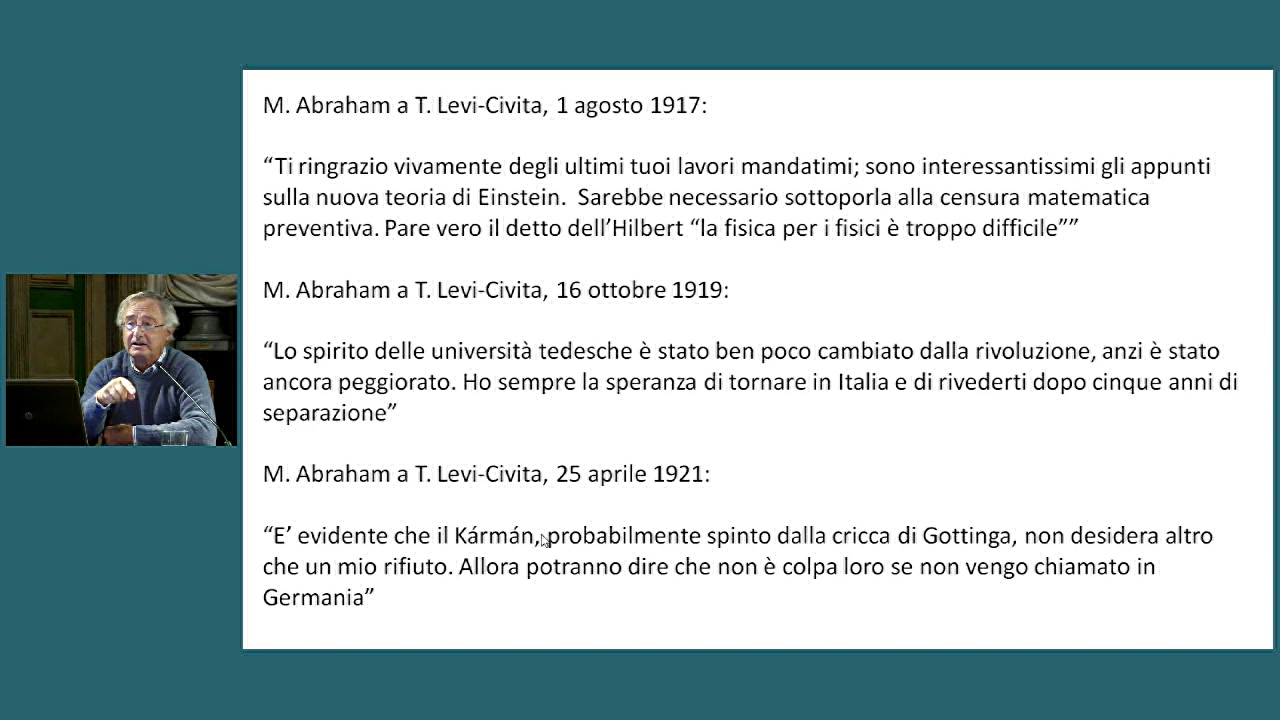 M. Abraham a T. Levi-Civita, 1 agosto 1917:
“Ti ringrazio vivamente degli ultimi tuoi lavori mandatimi; sono interessantissimi gli appunti
sulla nuova teoria di Einstein.  Sarebbe necessario sottoporla alla censura matematica
preventiva. Pare vero il detto dell’Hilbert “la fisica per i fisici è troppo difficile””
M. Abraham a T. Levi-Civita, 16 ottobre 1919:
“Lo spirito delle università tedesche è stato ben poco cambiato dalla rivoluzione, anzi è stato
ancora peggiorato. Ho sempre la speranza di tornare in Italia e di rivederti dopo cinque anni di
separazione”
M. Abraham a T. Levi-Civita, 25 aprile 1921:
“E’ evidente che il Kármán, probabilmente spinto dalla cricca di Gottinga, non desidera altro
che un mio rifiuto. Allora potranno dire che non è colpa loro se non vengo chiamato in
Germania”